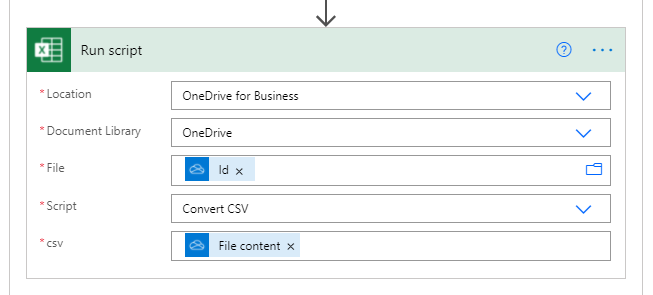 Run script
* Location
OneDrive for Business
* Document Library
OneDrive
* File
Id ×
* Script
Convert CSV
* csv
File content ×